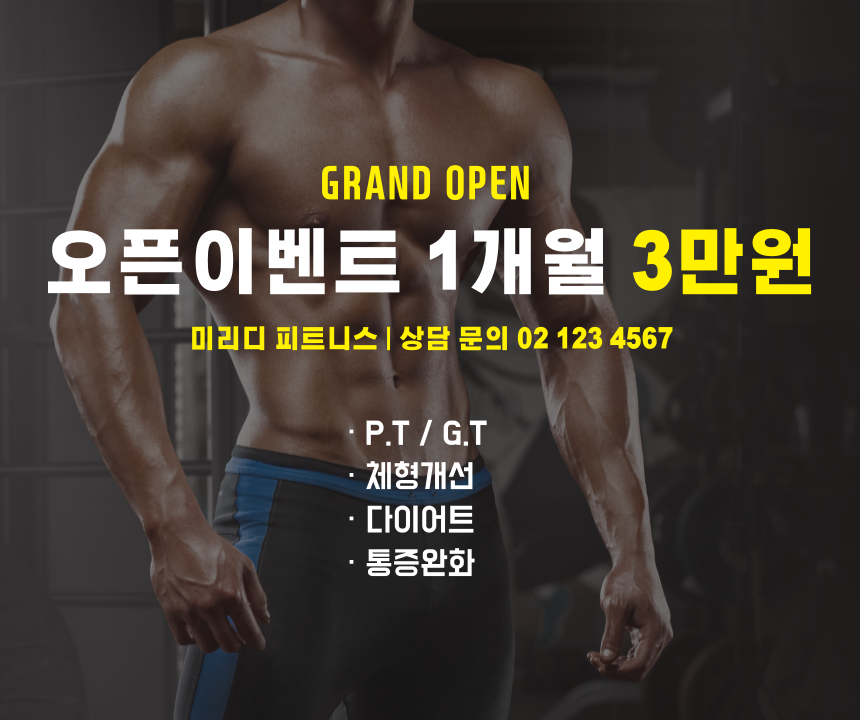 GRAND OPEN
오픈이벤트 1개월 3만원
미리디 피트니스 | 상담 문의 02 123 4567
· P.T / G.T
· 체형개선
· 다이어트
· 통증완화